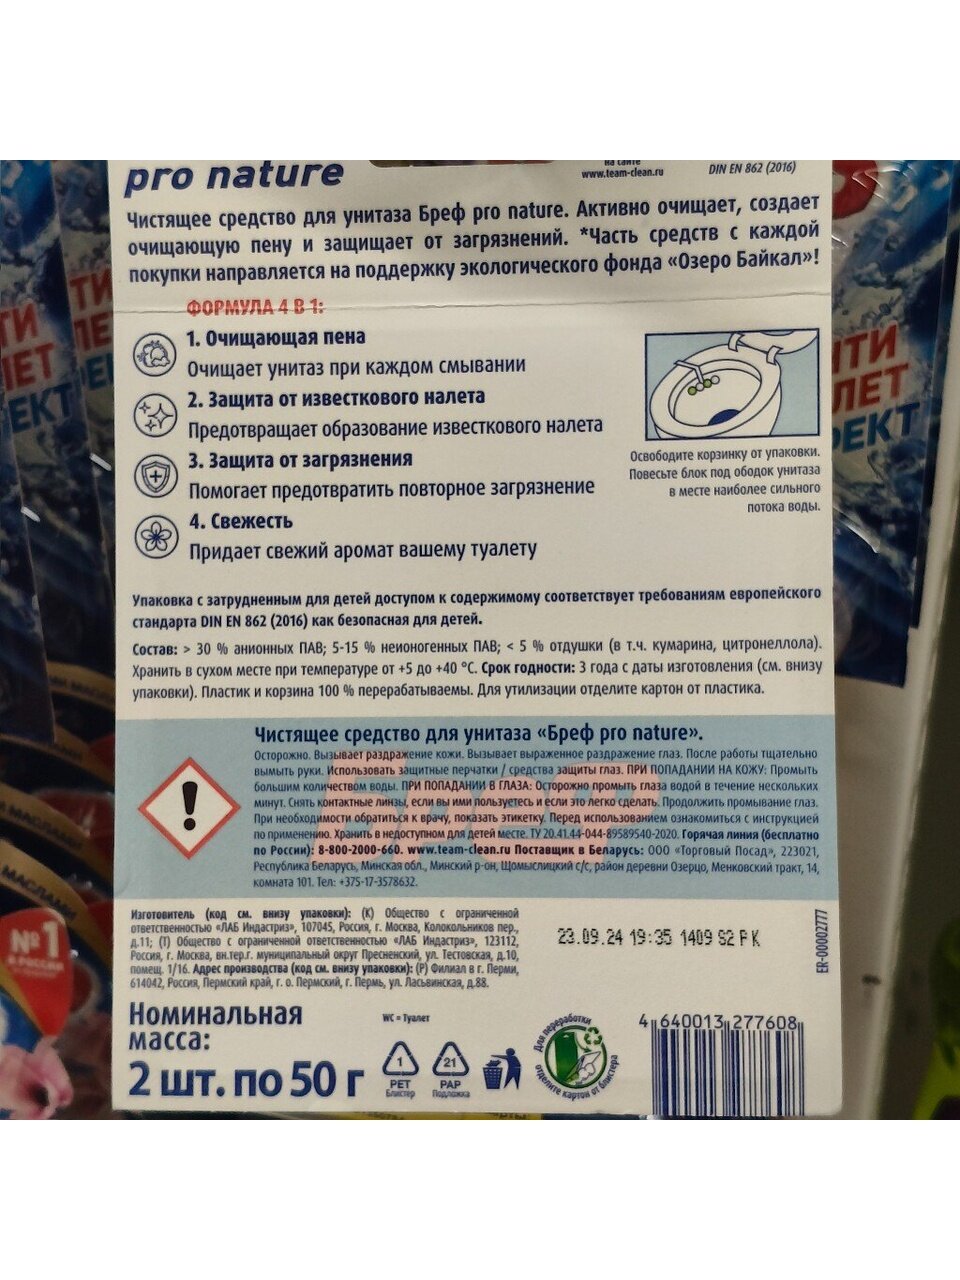 pro nature
на сайте
www.team-clean.ru
DIN EN 862 (2016)
Чистящее средство для унитаза Бреф pro nature. Активно очищает, создает
очищающую пену и защищает от загрязнений. *Часть средств с каждой
покупки направляется на поддержку экологического фонда «Озеро Байкал»!
ФОРМУЛА 4 В 1:
1. Очищающая пена
Очищает унитаз при каждом смывании
2. Защита от известкового налета
Предотвращает образование известкового налета
3. Защита от загрязнения
Помогает предотвратить повторное загрязнение
4. Свежесть
Придает свежий аромат вашему туалету
Освободите корзинку от упаковки.
Повесьте блок под ободок унитаза
в месте наиболее сильного
потока воды.
Упаковка с затрудненным для детей доступом к содержимому соответствует требованиям европейского
стандарта DIN EN 862 (2016) как безопасная для детей.
Состав: > 30 % анионных ПАВ; 5-15 % неионогенных ПАВ; < 5 % отдушки (в т.ч. кумарина, цитронеллола).
Хранить в сухом месте при температуре от +5 до +40 °C. Срок годности: 3 года с даты изготовления (см. внизу
упаковки). Пластик и корзина 100 % перерабатываемы. Для утилизации отделите картон от пластика.
Чистящее средство для унитаза «Бреф pro nature».
Осторожно. Вызывает раздражение кожи. Вызывает выраженное раздражение глаз. После работы тщательно
вымыть руки. Использовать защитные перчатки / средства защиты глаз. ПРИ ПОПАДАНИИ НА КОЖУ: Промыть
большим количеством воды. ПРИ ПОПАДАНИИ В ГЛАЗА: Осторожно промыть глаза водой в течение нескольких
минут. Снять контактные линзы, если вы ими пользуетесь и если это легко сделать. Продолжить промывание глаз.
При необходимости обратиться к врачу, показать этикетку. Перед использованием ознакомиться с инструкцией
по применению. Хранить в недоступном для детей месте. ТУ 20.41.44-044-89589540-2020. Горячая линия (бесплатно
по России): 8-800-2000-660. www.team-clean.ru Поставщик в Беларусь: ООО «Торговый Посад», 223021,
Республика Беларусь, Минская обл., Минский р-он, Щомыслицкий с/с, район деревни Озерцо, Меньковский тракт, 14,
комната 101. Тел: +375-17-3578632.
Изготовитель (код см. внизу упаковки): (К) Общество с ограниченной
ответственностью «ЛАБ Индастриз», 107045, Россия, г. Москва, Колокольников пер.,
д.11; (Т) Общество с ограниченной ответственностью «ЛАБ Индастриз», 123112,
Россия, г. Москва, вн.тер.г. муниципальный округ Пресненский, ул. Тестовская, д.10,
помещ. 1/16. Адрес производства (код см. внизу упаковки): (Р) Филиал в г. Перми,
614042, Россия, Пермский край, г. о. Пермский, г. Пермь, ул. Ласьвинская, д.88.
23.09.24 19:35 1409 S2 P K
ER-00002777
Номинальная
масса:
2 шт. по 50 г
WC = Туалет
1
PET
Блистер
21
PAP
Подложка
Для переработки
отделите картон от блистера
4 640013 277608
№1
В РОССИИ